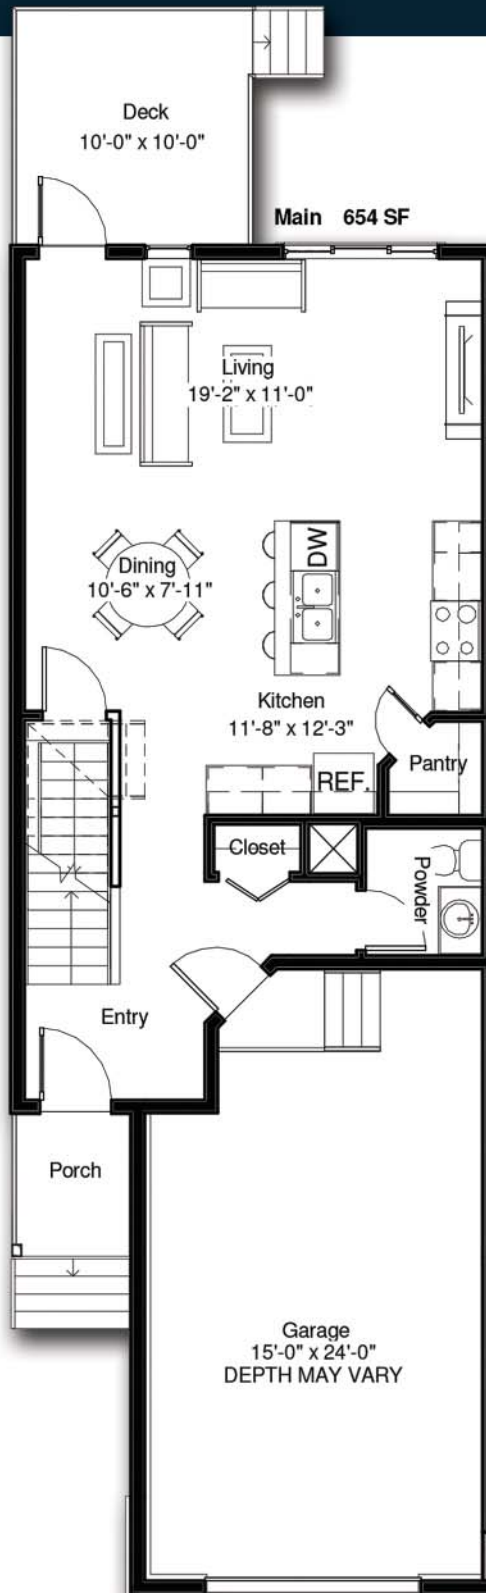 Deck
10'-0" x 10'-0"
Main 654 SF
Living
19'-2" x 11'-0"
DW
Dining
10'-6" x 7'-11"
Kitchen
11'-8" x 12'-3"
Pantry
REF.
Closet
Powder
Entry
Porch
Garage
15'-0" x 24'-0"
DEPTH MAY VARY